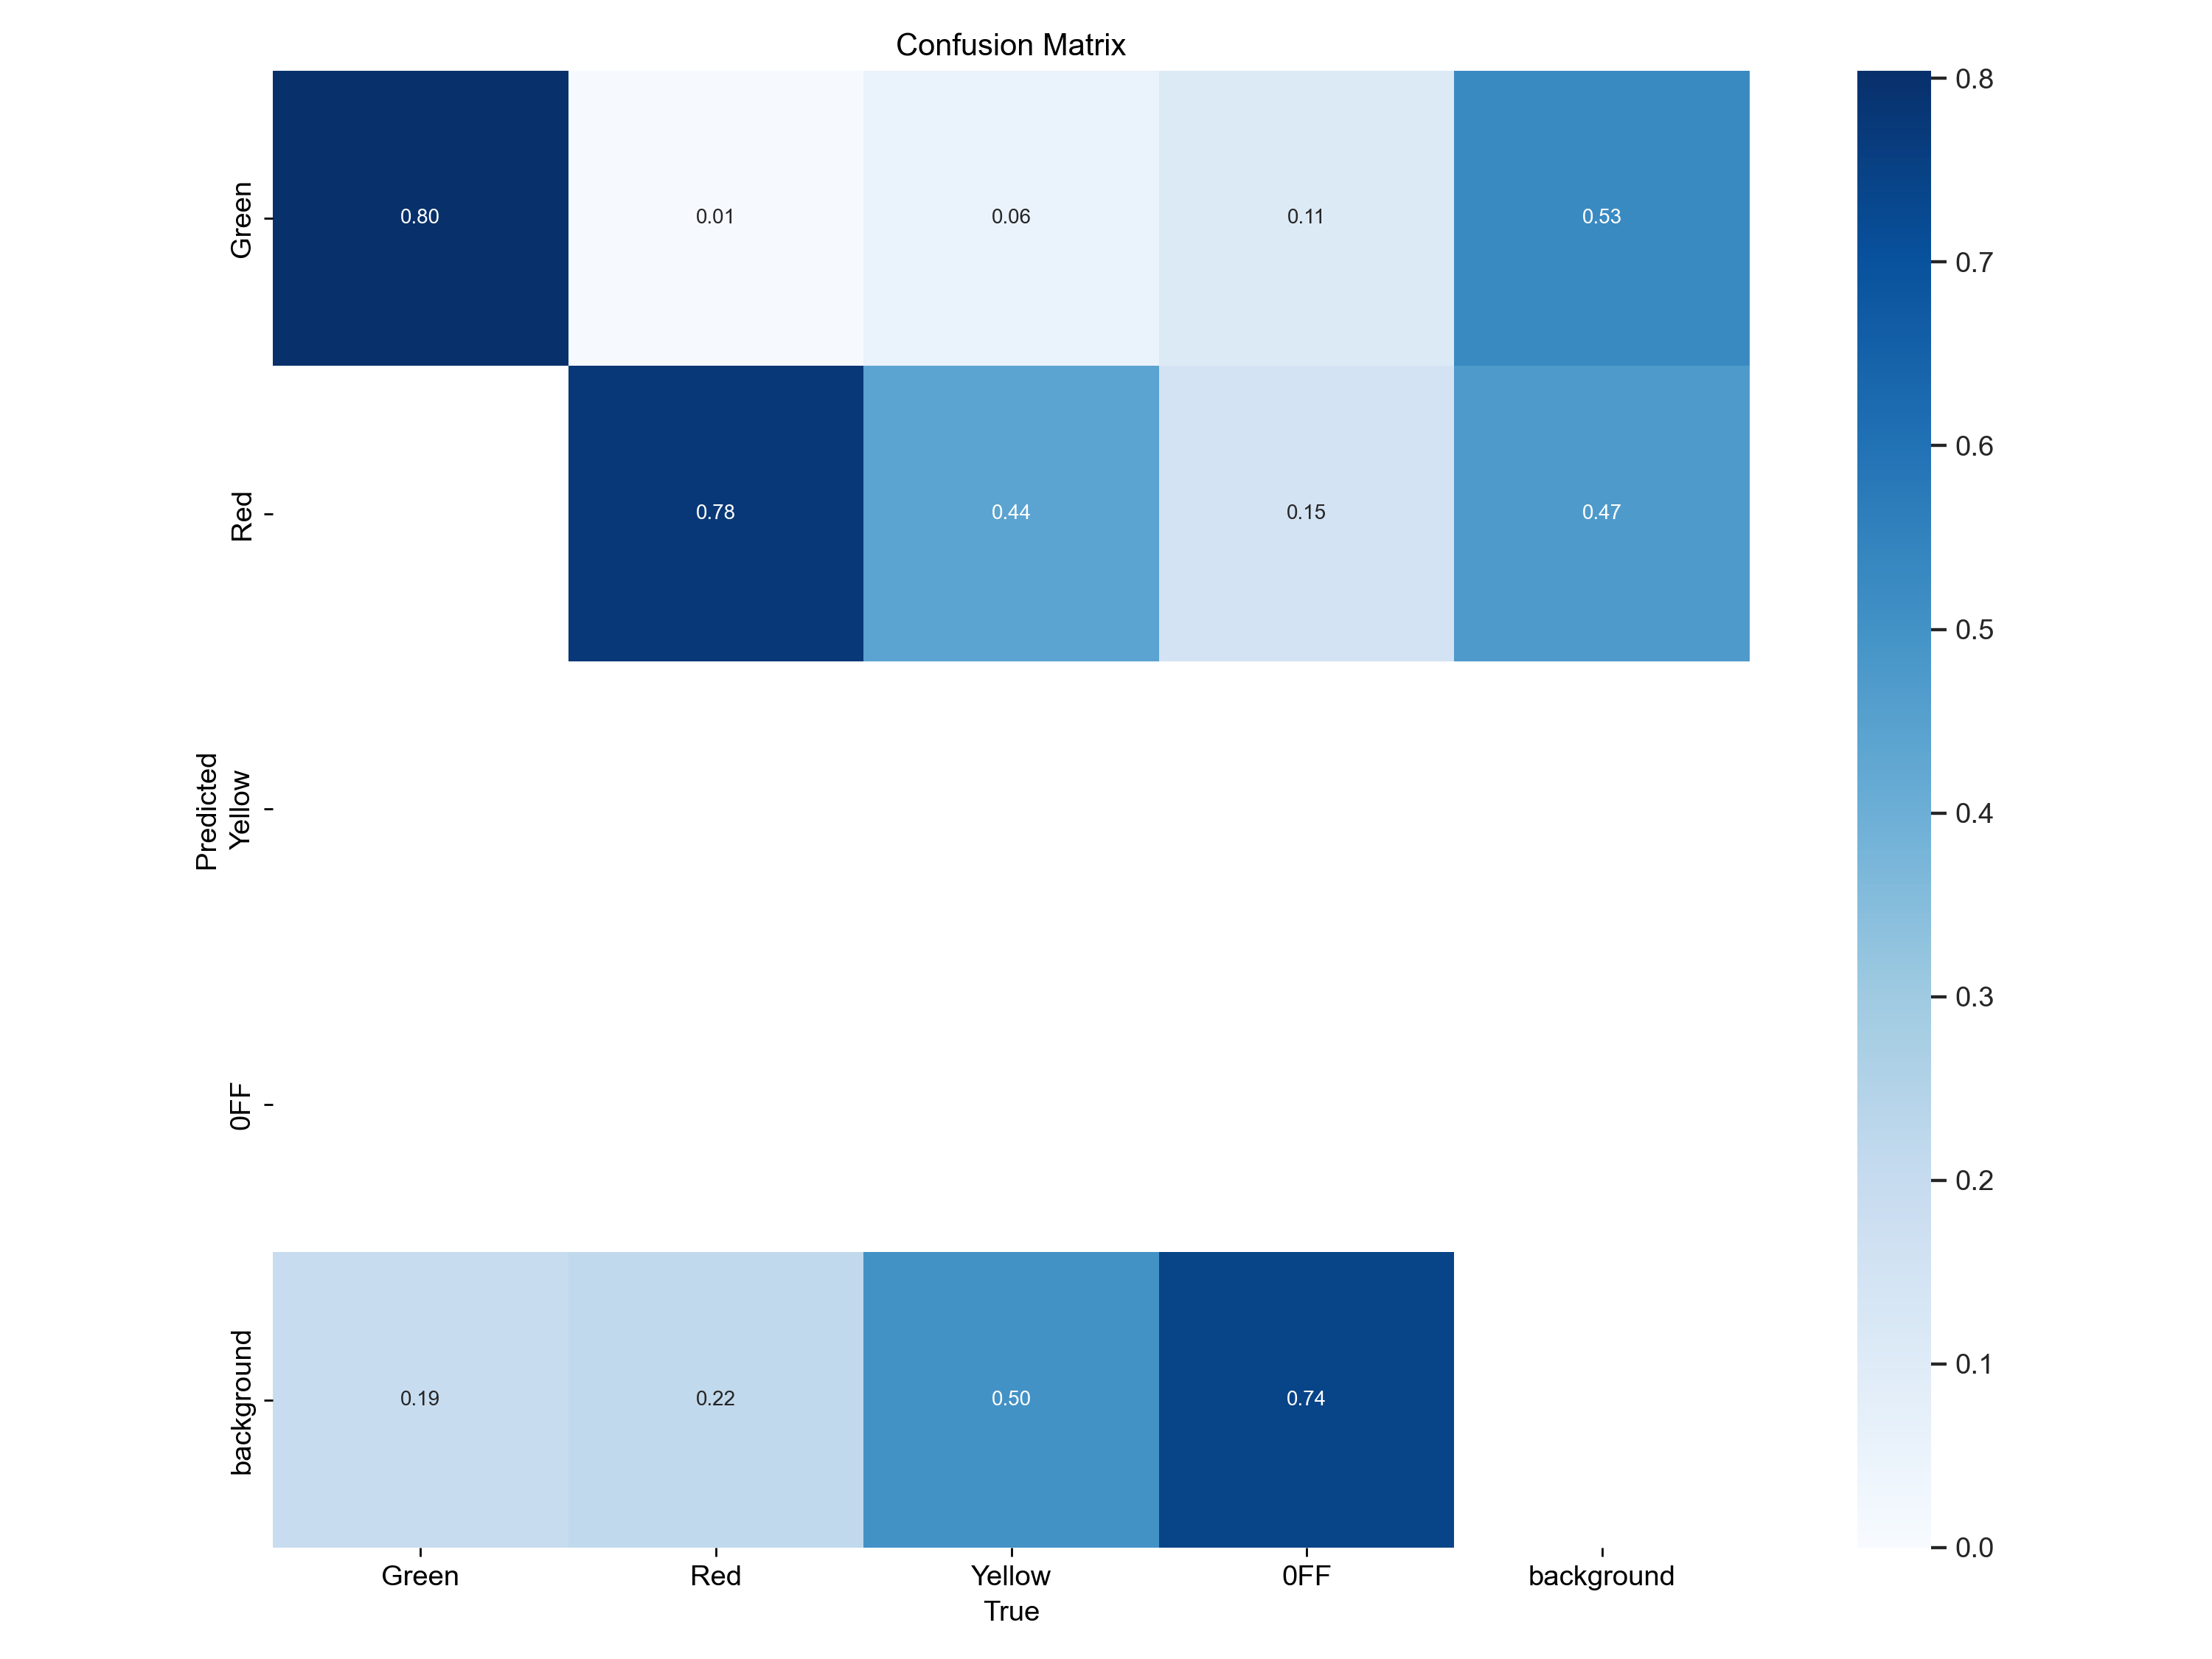 Confusion Matrix
Green
0.80
0.01
0.06
0.11
0.53
Red
0.78
0.44
0.15
0.47
Predicted
Yellow
0FF
background
0.19
0.22
0.50
0.74
Green
Red
Yellow
0FF
background
True
0.8
0.7
0.6
0.5
0.4
0.3
0.2
0.1
0.0